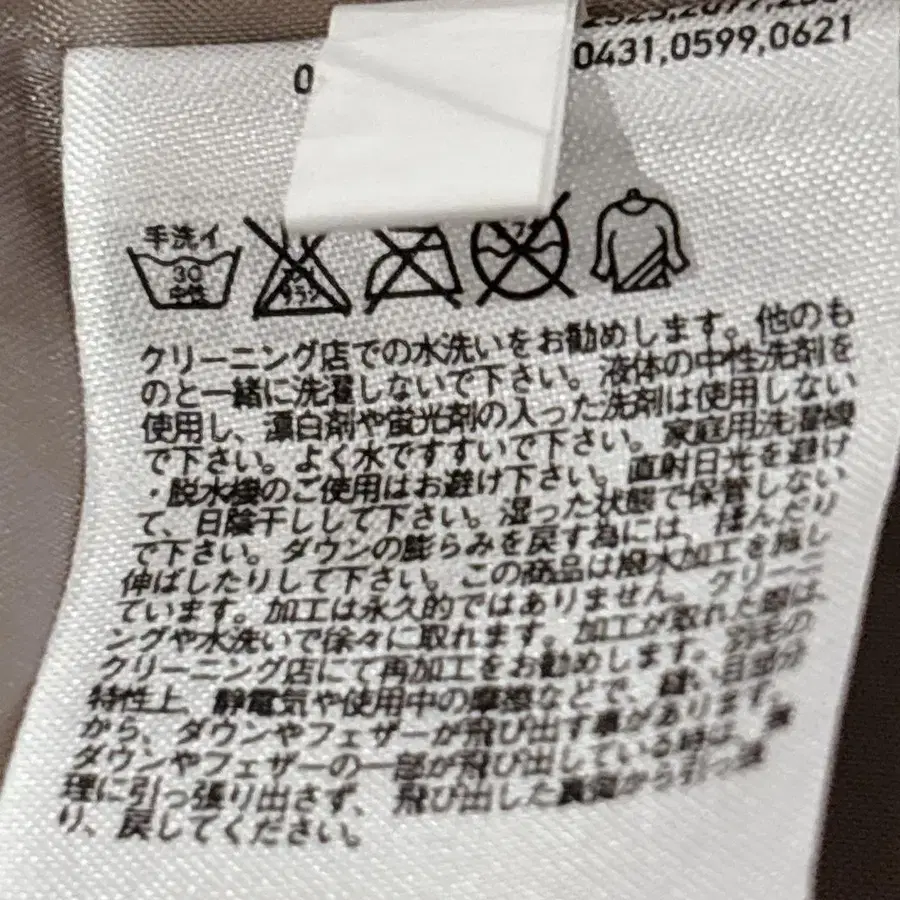 0431,0599,0621
手洗イ
30
中性
クリーニング店での水洗いをお勧めします。他のも
のと一緒に洗濯しないで下さい。液体の中性洗剤を
使用し、漂白剤や蛍光剤の入った洗剤は使用しない
で下さい。よく水ですすいで下さい。家庭用洗濯機
・脱水機のご使用はお避け下さい。直射日光を避け
て、日陰干しして下さい。湿った状態で保管しない
で下さい。ダウンの膨らみを戻す為には、揉んだり
伸ばしたりして下さい。この商品は撥水加工を施し
ています。加工は永久的ではありません。クリーニ
ングや水洗いで徐々に取れます。加工が取れた際は、
クリーニング店にて再加工をお勧めします。羽毛の
特性上、静電気や使用中の摩擦などで、縫い目部分
から、ダウンやフェザーが飛び出す事があります。
ダウンやフェザーの一部が飛び出している時は、無
理に引っ張り出さず、飛び出した裏側から引っ張
り、戻してください。